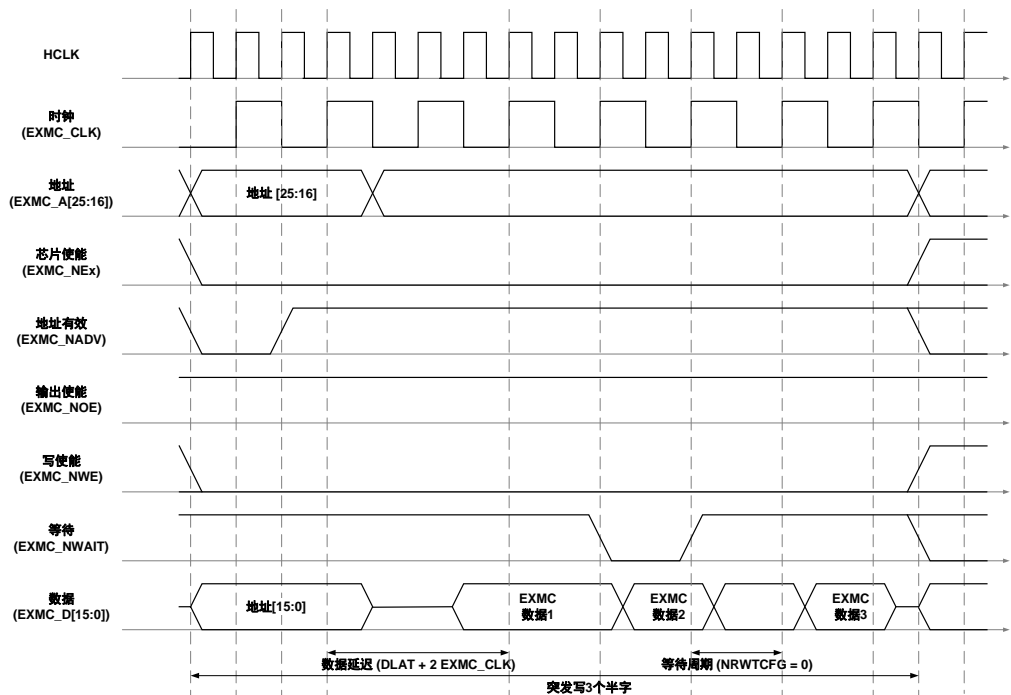 HCLK
时钟
(EXMC_CLK)
地址
(EXMC_A[25:16])
地址 [25:16]
芯片使能
(EXMC_NEx)
地址有效
(EXMC_NADV)
输出使能
(EXMC_NOE)
写使能
(EXMC_NWE)
等待
(EXMC_NWAIT)
数据
(EXMC_D[15:0])
地址[15:0]
EXMC
数据1
EXMC
数据2
EXMC
数据3
数据延迟 (DLAT + 2 EXMC_CLK)
等待周期 (NRWTCFG = 0)
突发写3个半字